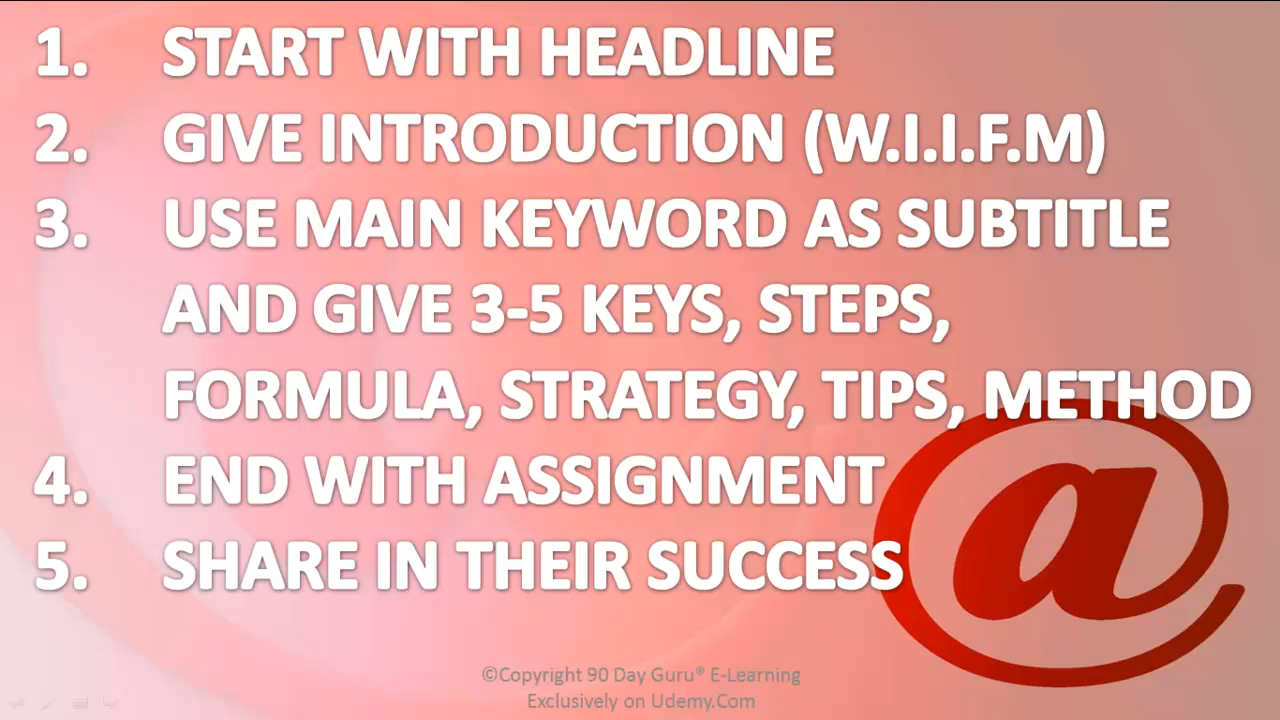 1. START WITH HEADLINE
2. GIVE INTRODUCTION (W.I.I.F.M)
3. USE MAIN KEYWORD AS SUBTITLE
AND GIVE 3-5 KEYS, STEPS,
FORMULA, STRATEGY, TIPS, METHOD
4. END WITH ASSIGNMENT
5. SHARE IN THEIR SUCCESS
@
©Copyright 90 Day Guru® E-Learning
Exclusively on Udemy.Com